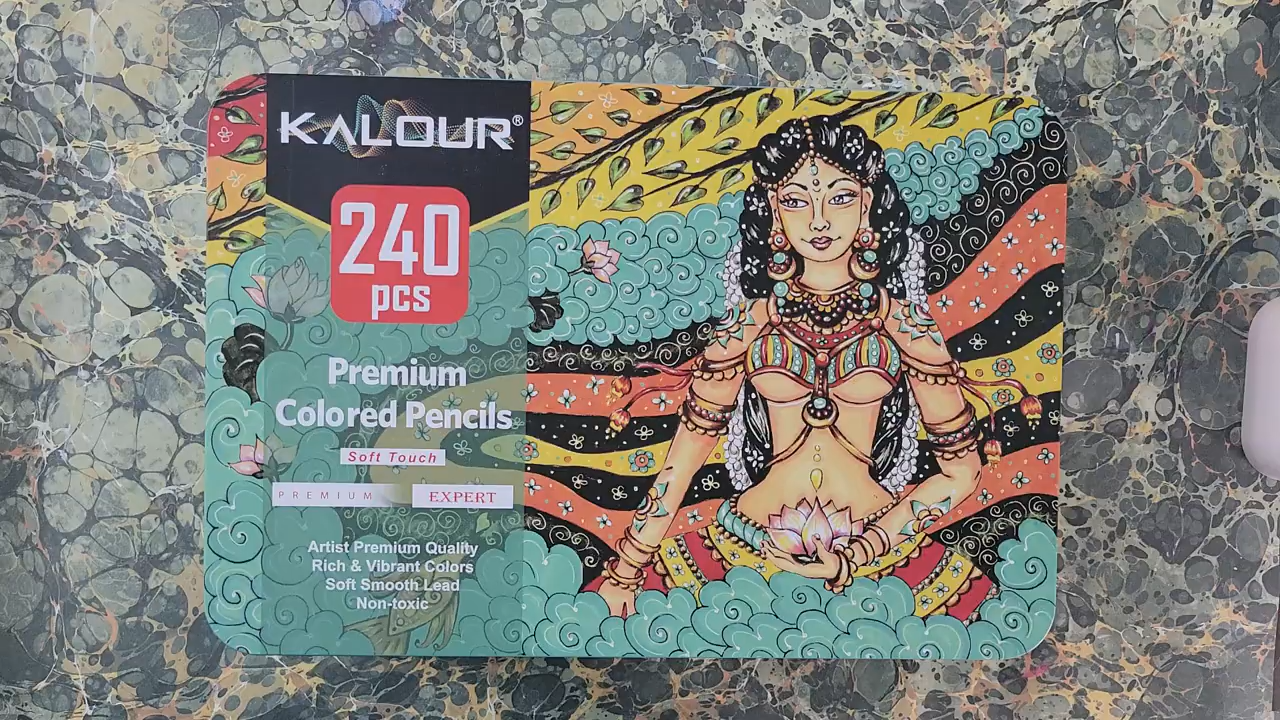 KALOUR®
240
pcs
Premium
Colored Pencils
Soft Touch
PREMIUM EXPERT
Artist Premium Quality
Rich & Vibrant Colors
Soft Smooth Lead
Non-toxic